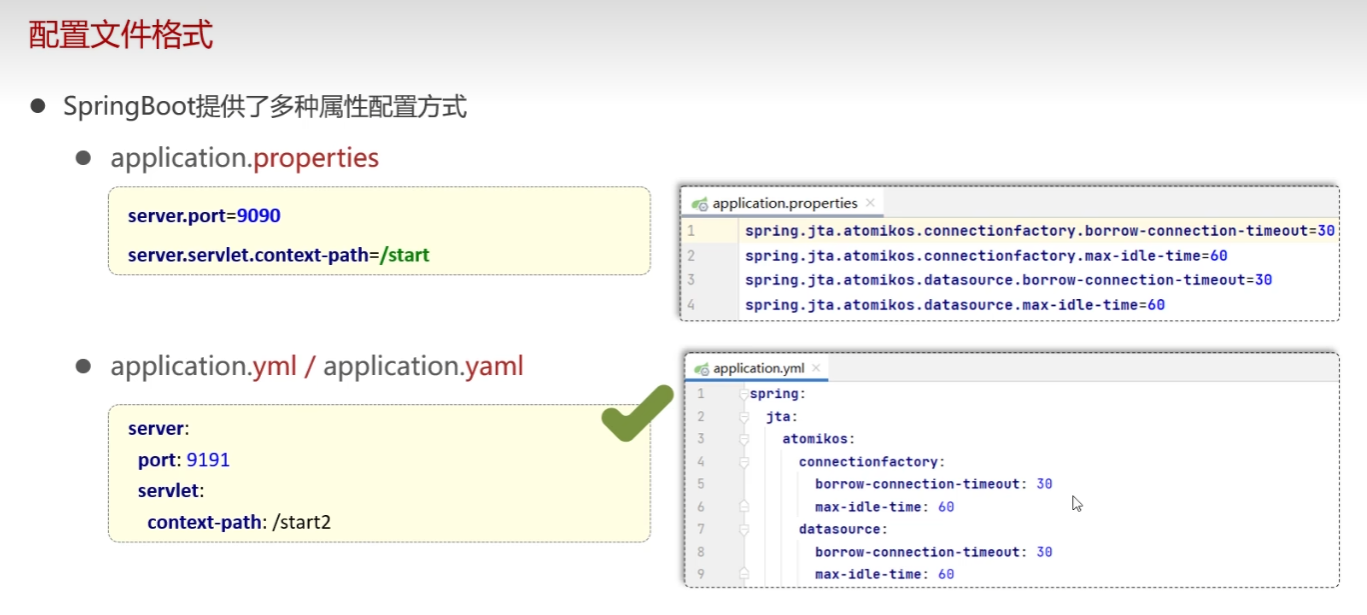 配置文件格式
SpringBoot提供了多种属性配置方式
application.properties
server.port=9090
server.servlet.context-path=/start
application.properties
1 spring.jta.atomikos.connectionfactory.borrow-connection-timeout=30
2 spring.jta.atomikos.connectionfactory.max-idle-time=60
3 spring.jta.atomikos.datasource.borrow-connection-timeout=30
4 spring.jta.atomikos.datasource.max-idle-time=60
application.yml / application.yaml
server:
port: 9191
servlet:
context-path: /start2
application.yml
1 spring:
2 jta:
3 atomikos:
4 connectionfactory:
5 borrow-connection-timeout: 30
6 max-idle-time: 60
7 datasource:
8 borrow-connection-timeout: 30
9 max-idle-time: 60